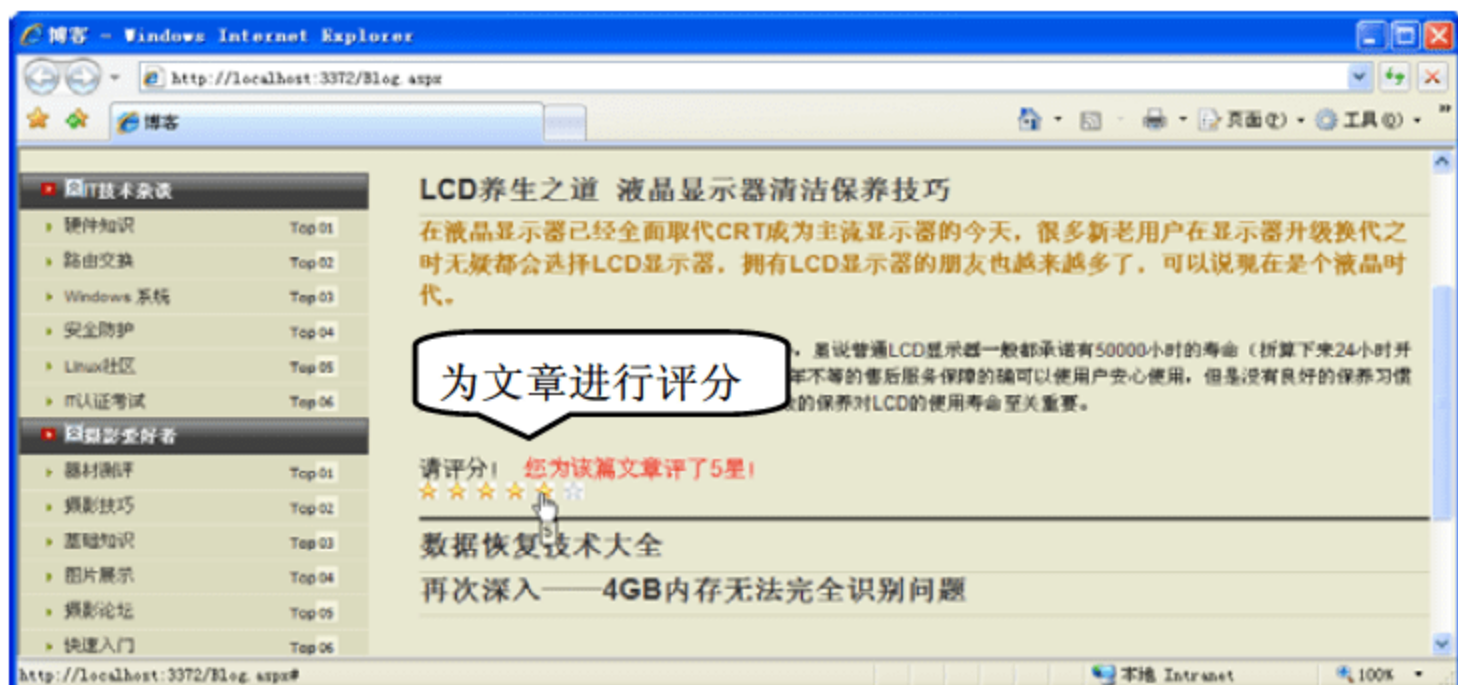 博客 - Windows Internet Explorer
http://localhost:3372/Blog.aspx
博客
页面(P)
工具(O)
IT技术杂谈
硬件知识 Top 01
路由交换 Top 02
Windows 系统 Top 03
安全防护 Top 04
Linux社区 Top 05
IT认证考试 Top 06
摄影爱好者
器材测评 Top 01
摄影技巧 Top 02
基础知识 Top 03
图片展示 Top 04
摄影论坛 Top 05
快速入门 Top 06
LCD养生之道 液晶显示器清洁保养技巧
在液晶显示器已经全面取代CRT成为主流显示器的今天，很多新老用户在显示器升级换代之
时无疑都会选择LCD显示器，拥有LCD显示器的朋友也越来越多了，可以说现在是个液晶时
代。
，虽说普通LCD显示器一般都承诺有50000小时的寿命（折算下来24小时开
年不等的售后服务保障的确可以使用户安心使用，但是没有良好的保养习惯
的保养对LCD的使用寿命至关重要。
为文章进行评分
请评分！ 您为该篇文章评了5星！
5
数据恢复技术大全
再次深入——4GB内存无法完全识别问题
http://localhost:3372/Blog.aspx#
本地 Intranet
100%